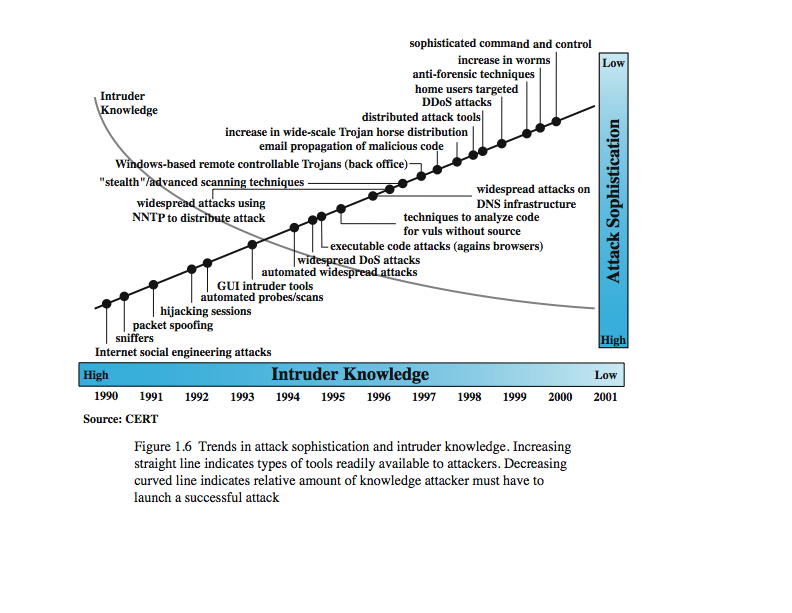 sophisticated command and control
increase in worms
anti-forensic techniques
home users targeted
DDoS attacks
distributed attack tools
increase in wide-scale Trojan horse distribution
email propagation of malicious code
Windows-based remote controllable Trojans (back office)
"stealth"/advanced scanning techniques
widespread attacks using
NNTP to distribute attack
Intruder
Knowledge
widespread attacks on
DNS infrastructure
techniques to analyze code
for vuls without source
executable code attacks (agains browsers)
widespread DoS attacks
automated widespread attacks
GUI intruder tools
automated probes/scans
hijacking sessions
packet spoofing
sniffers
Internet social engineering attacks
Low
Attack Sophistication
High
High Intruder Knowledge Low
1990 1991 1992 1993 1994 1995 1996 1997 1998 1999 2000 2001
Source: CERT
Figure 1.6 Trends in attack sophistication and intruder knowledge. Increasing
straight line indicates types of tools readily available to attackers. Decreasing
curved line indicates relative amount of knowledge attacker must have to
launch a successful attack